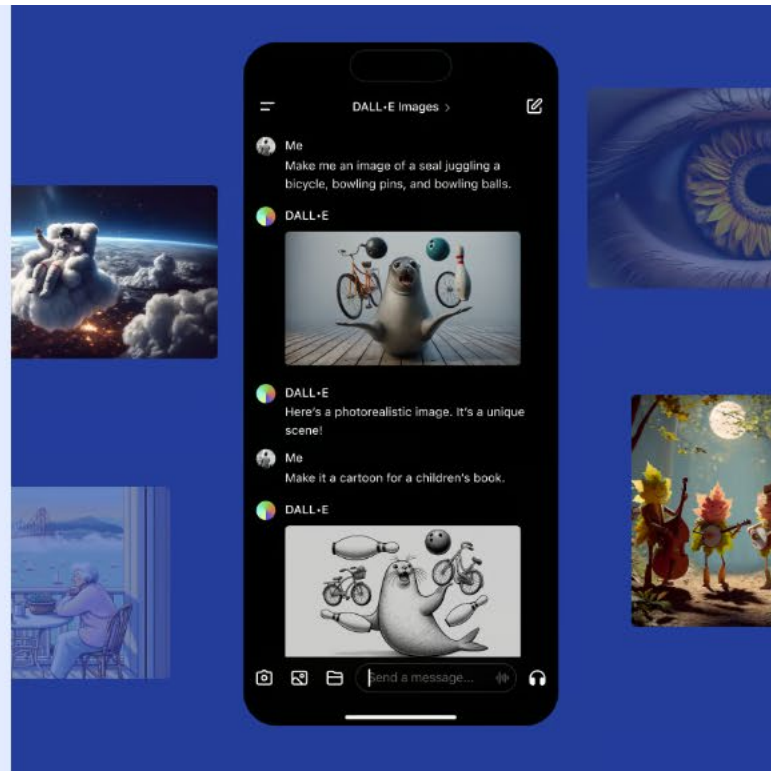 DALL·E Images >
Me
Make me an image of a seal juggling a
bicycle, bowling pins, and bowling balls.
DALL·E
DALL·E
Here's a photorealistic image. It's a unique
scene!
Me
Make it a cartoon for a children's book.
DALL·E
Send a message...